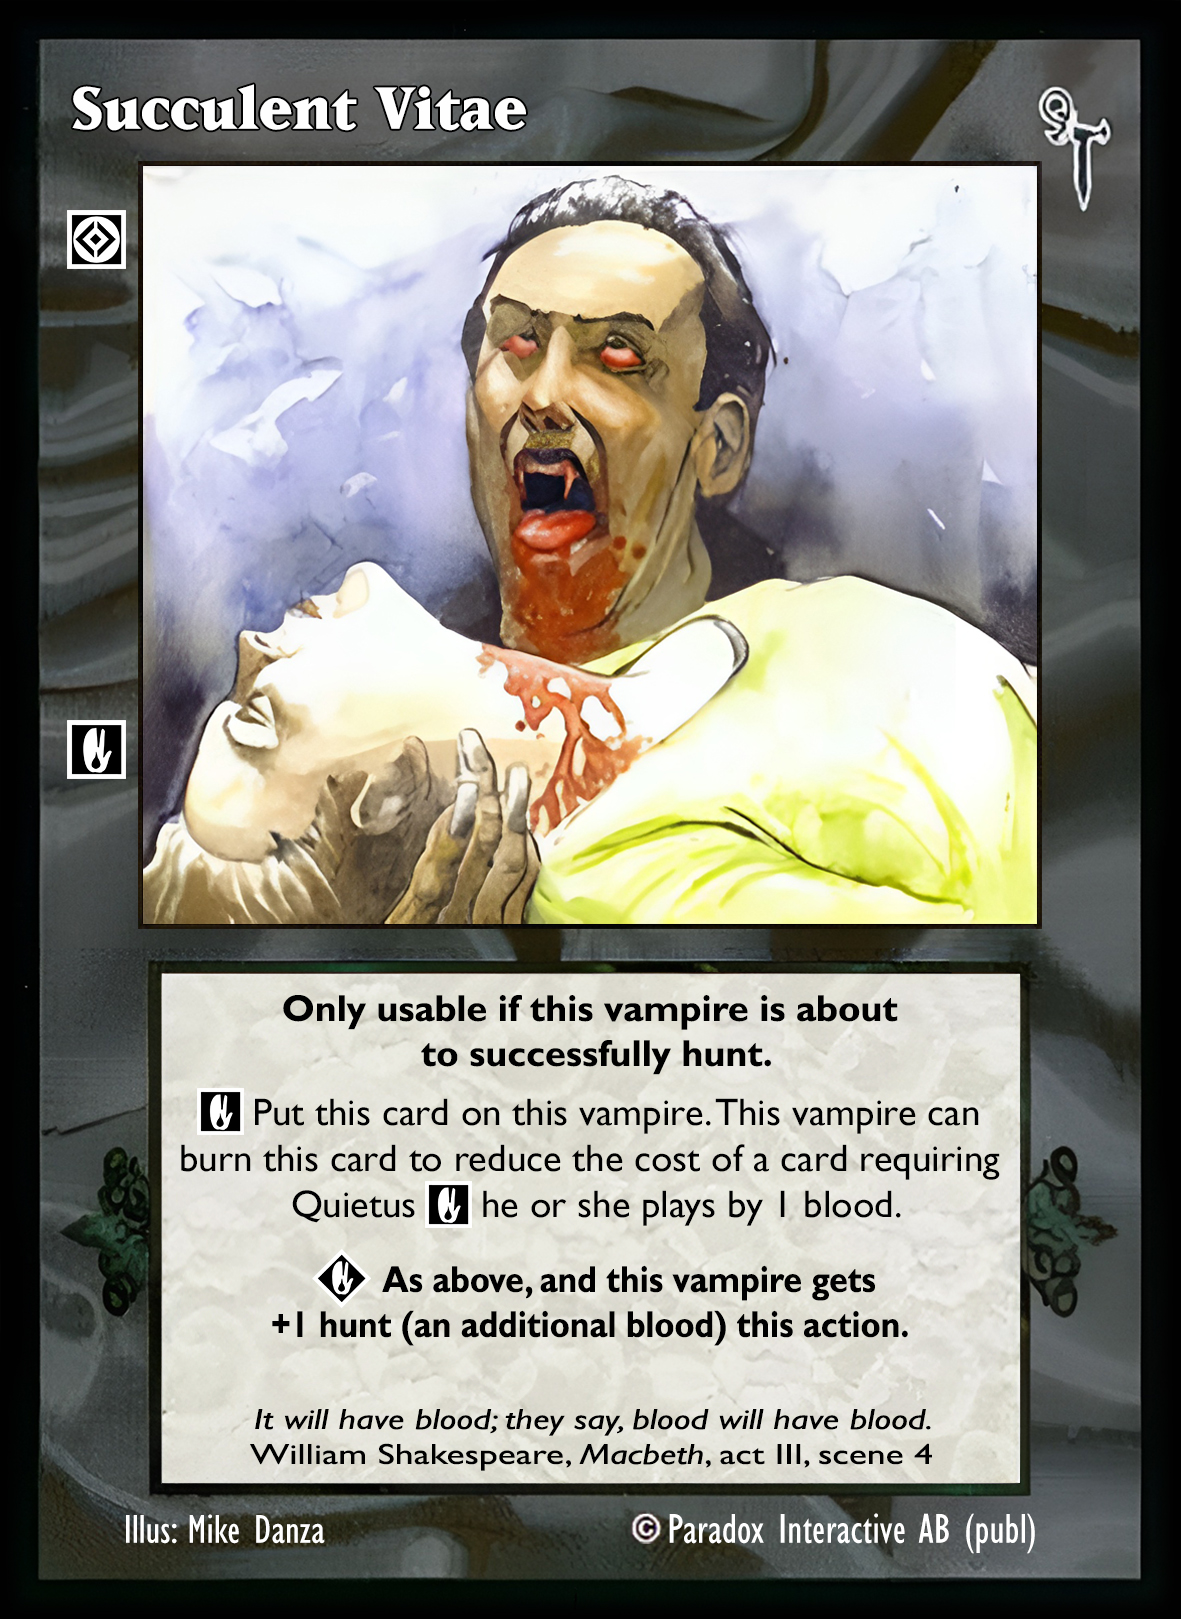 Succulent Vitae
Only usable if this vampire is about
to successfully hunt.
Put this card on this vampire. This vampire can
burn this card to reduce the cost of a card requiring
Quietus he or she plays by 1 blood.
As above, and this vampire gets
+1 hunt (an additional blood) this action.
It will have blood; they say, blood will have blood.
William Shakespeare, Macbeth, act III, scene 4
Illus: Mike Danza
© Paradox Interactive AB (publ)